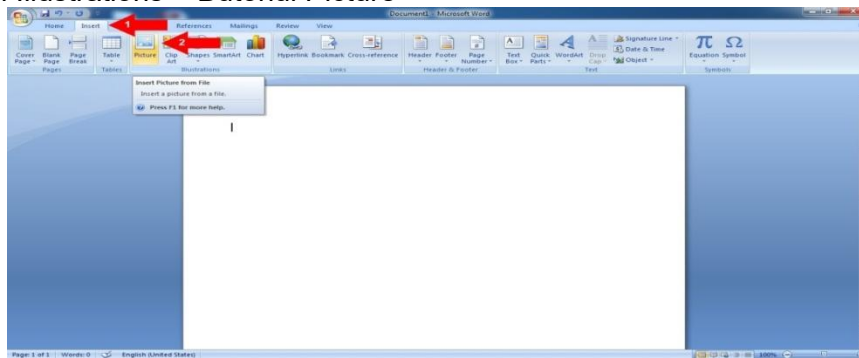 Document1 - Microsoft Word
Home Insert References Mailings Review View
1
2
Cover Page
Blank Page
Page Break
Table
Picture
Clip Art
Shapes
SmartArt
Chart
Hyperlink
Bookmark
Cross-reference
Header
Footer
Page Number
Text Box
Quick Parts
WordArt
Drop Cap
Signature Line
Date & Time
Object
Equation
Symbol
Pages
Tables
Illustrations
Links
Header & Footer
Text
Symbols
Insert Picture from File
Insert a picture from a file.
Press F1 for more help.
Page: 1 of 1 Words: 0 English (United States) 100%